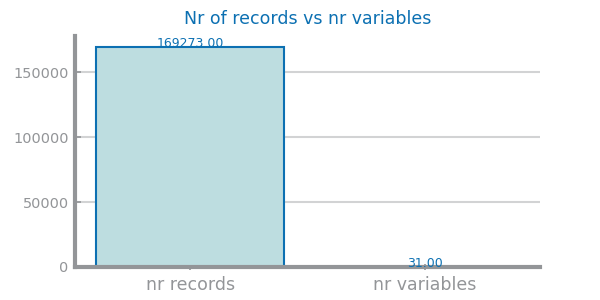 Nr of records vs nr variables
169273.00
150000
100000
50000
31.00
0
nr records
nr variables